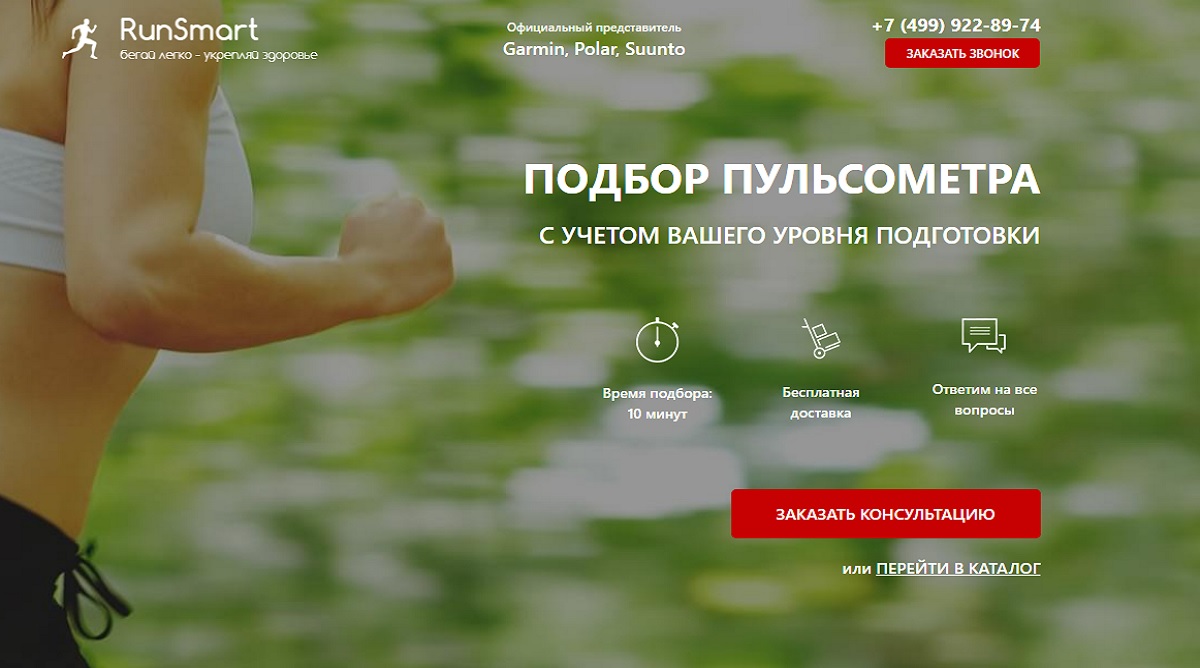 RunSmart
бегай легко - укрепляй здоровье
Официальный представитель
Garmin, Polar, Suunto
+7 (499) 922-89-74
ЗАКАЗАТЬ ЗВОНОК
ПОДБОР ПУЛЬСОМЕТРА
С УЧЕТОМ ВАШЕГО УРОВНЯ ПОДГОТОВКИ
Время подбора:
10 минут
Бесплатная
доставка
Ответим на все
вопросы
ЗАКАЗАТЬ КОНСУЛЬТАЦИЮ
или ПЕРЕЙТИ В КАТАЛОГ